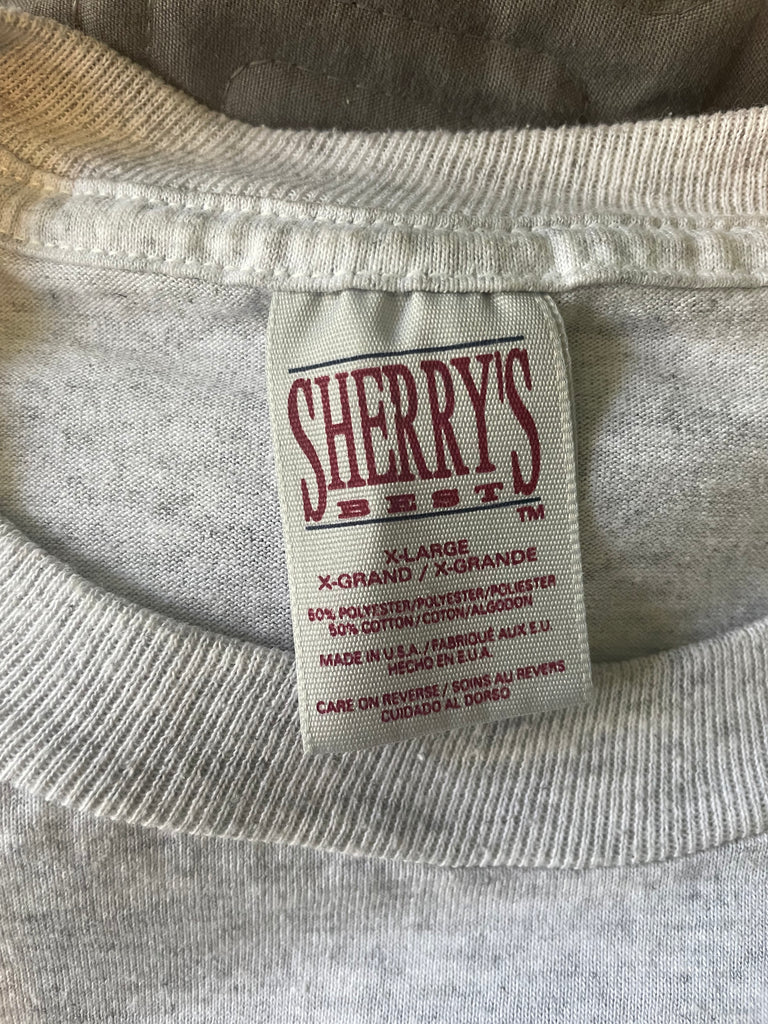 SHERRY'S
BEST
TM
X-LARGE
X-GRAND / X-GRANDE
50% POLYESTER/POLYESTER/POLIESTER
50% COTTON/COTON/ALGODON
MADE IN U.S.A. / FABRIQUÉ AUX E.U.
HECHO EN E.U.A.
CARE ON REVERSE / SOINS AU REVERS
CUIDADO AL DORSO